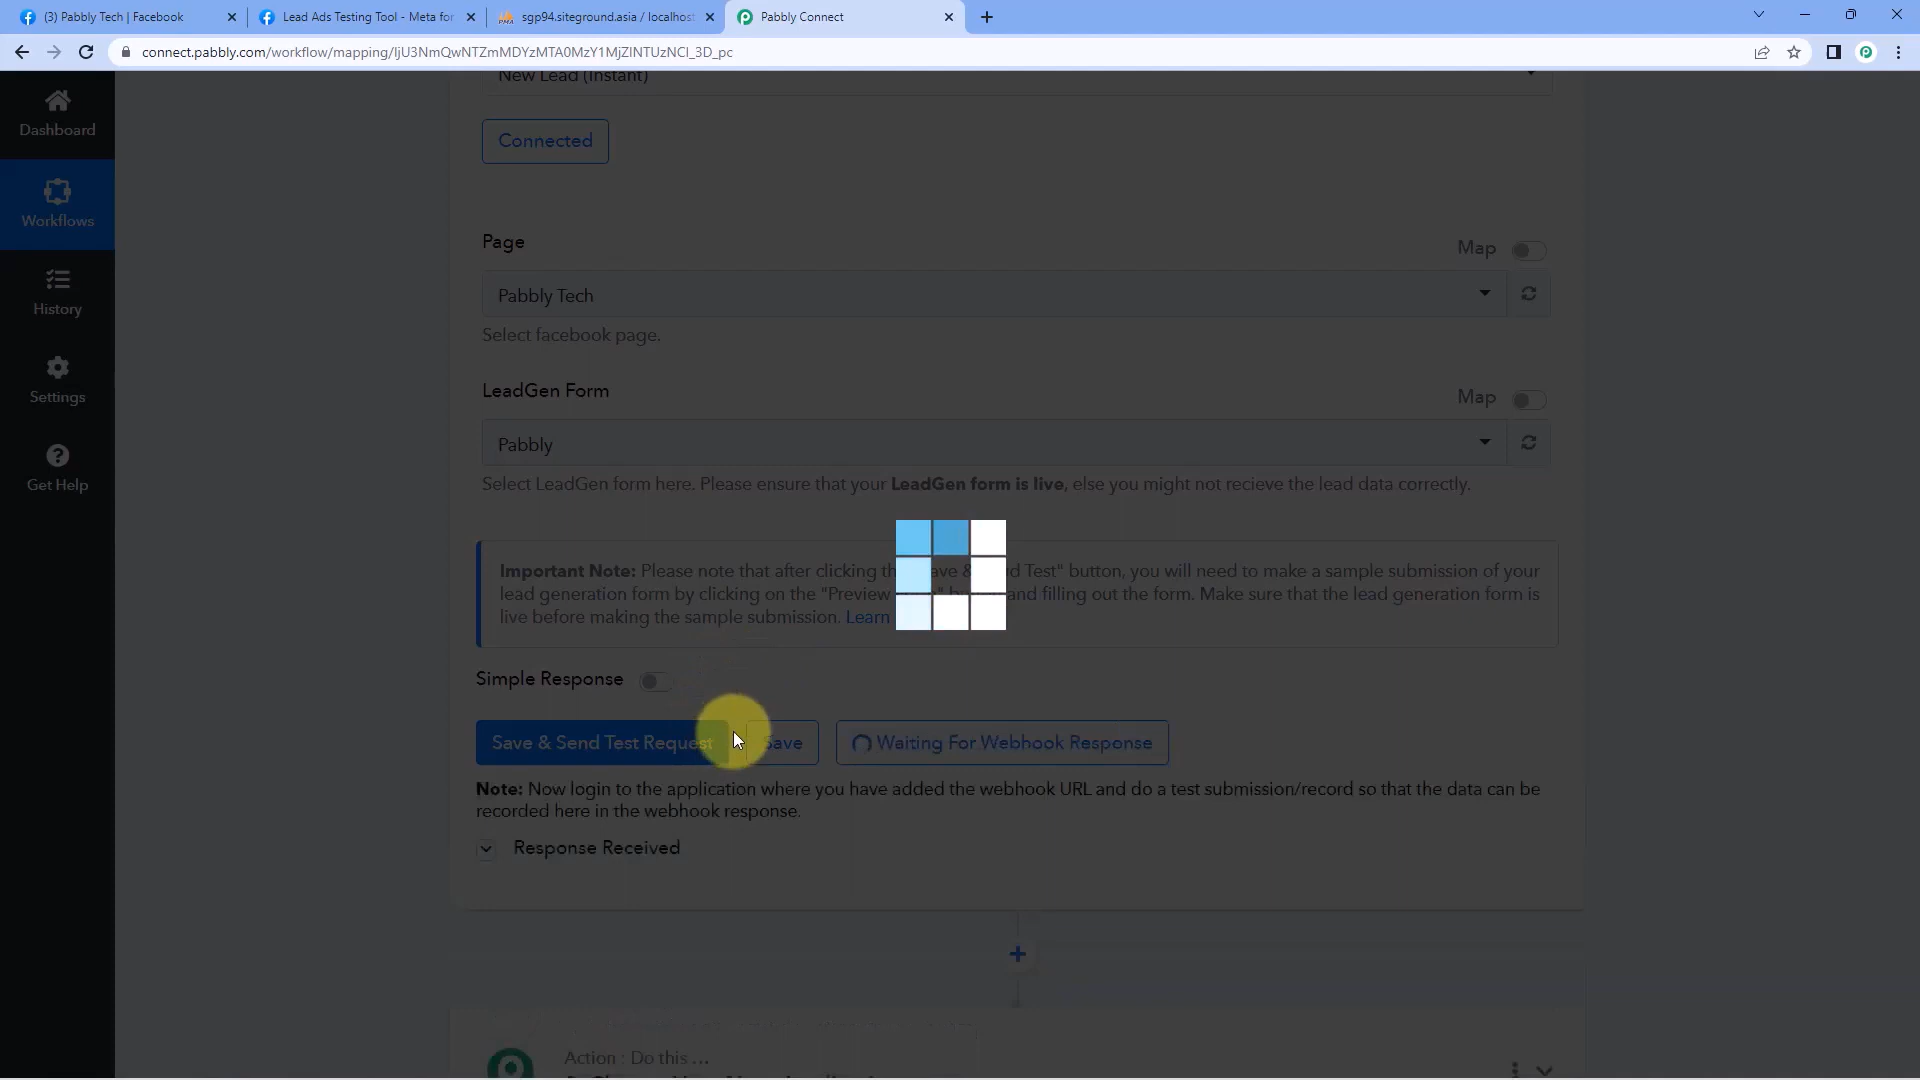 (3) Pabbly Tech | Facebook
Lead Ads Testing Tool - Meta for
sgp94.siteground.asia / localhos
Pabbly Connect
connect.pabbly.com/workflow/mapping/IjU3NmQwNTZmMDYzMTA0MzY1MjZlNTUzNCI_3D_pc
New Lead (Instant)
Dashboard
Connected
Workflows
Page
Map
History
Pabbly Tech
Select facebook page.
Settings
LeadGen Form
Map
Pabbly
Get Help
Select LeadGen form here. Please ensure that your LeadGen form is live, else you might not recieve the lead data correctly.
Important Note: Please note that after clicking th ave & d Test" button, you will need to make a sample submission of your
lead generation form by clicking on the "Preview and filling out the form. Make sure that the lead generation form is
live before making the sample submission. Learn
Simple Response
Save & Send Test Request
Save
Waiting For Webhook Response
Note: Now login to the application where you have added the webhook URL and do a test submission/record so that the data can be
recorded here in the webhook response.
Response Received
Action : Do this ...